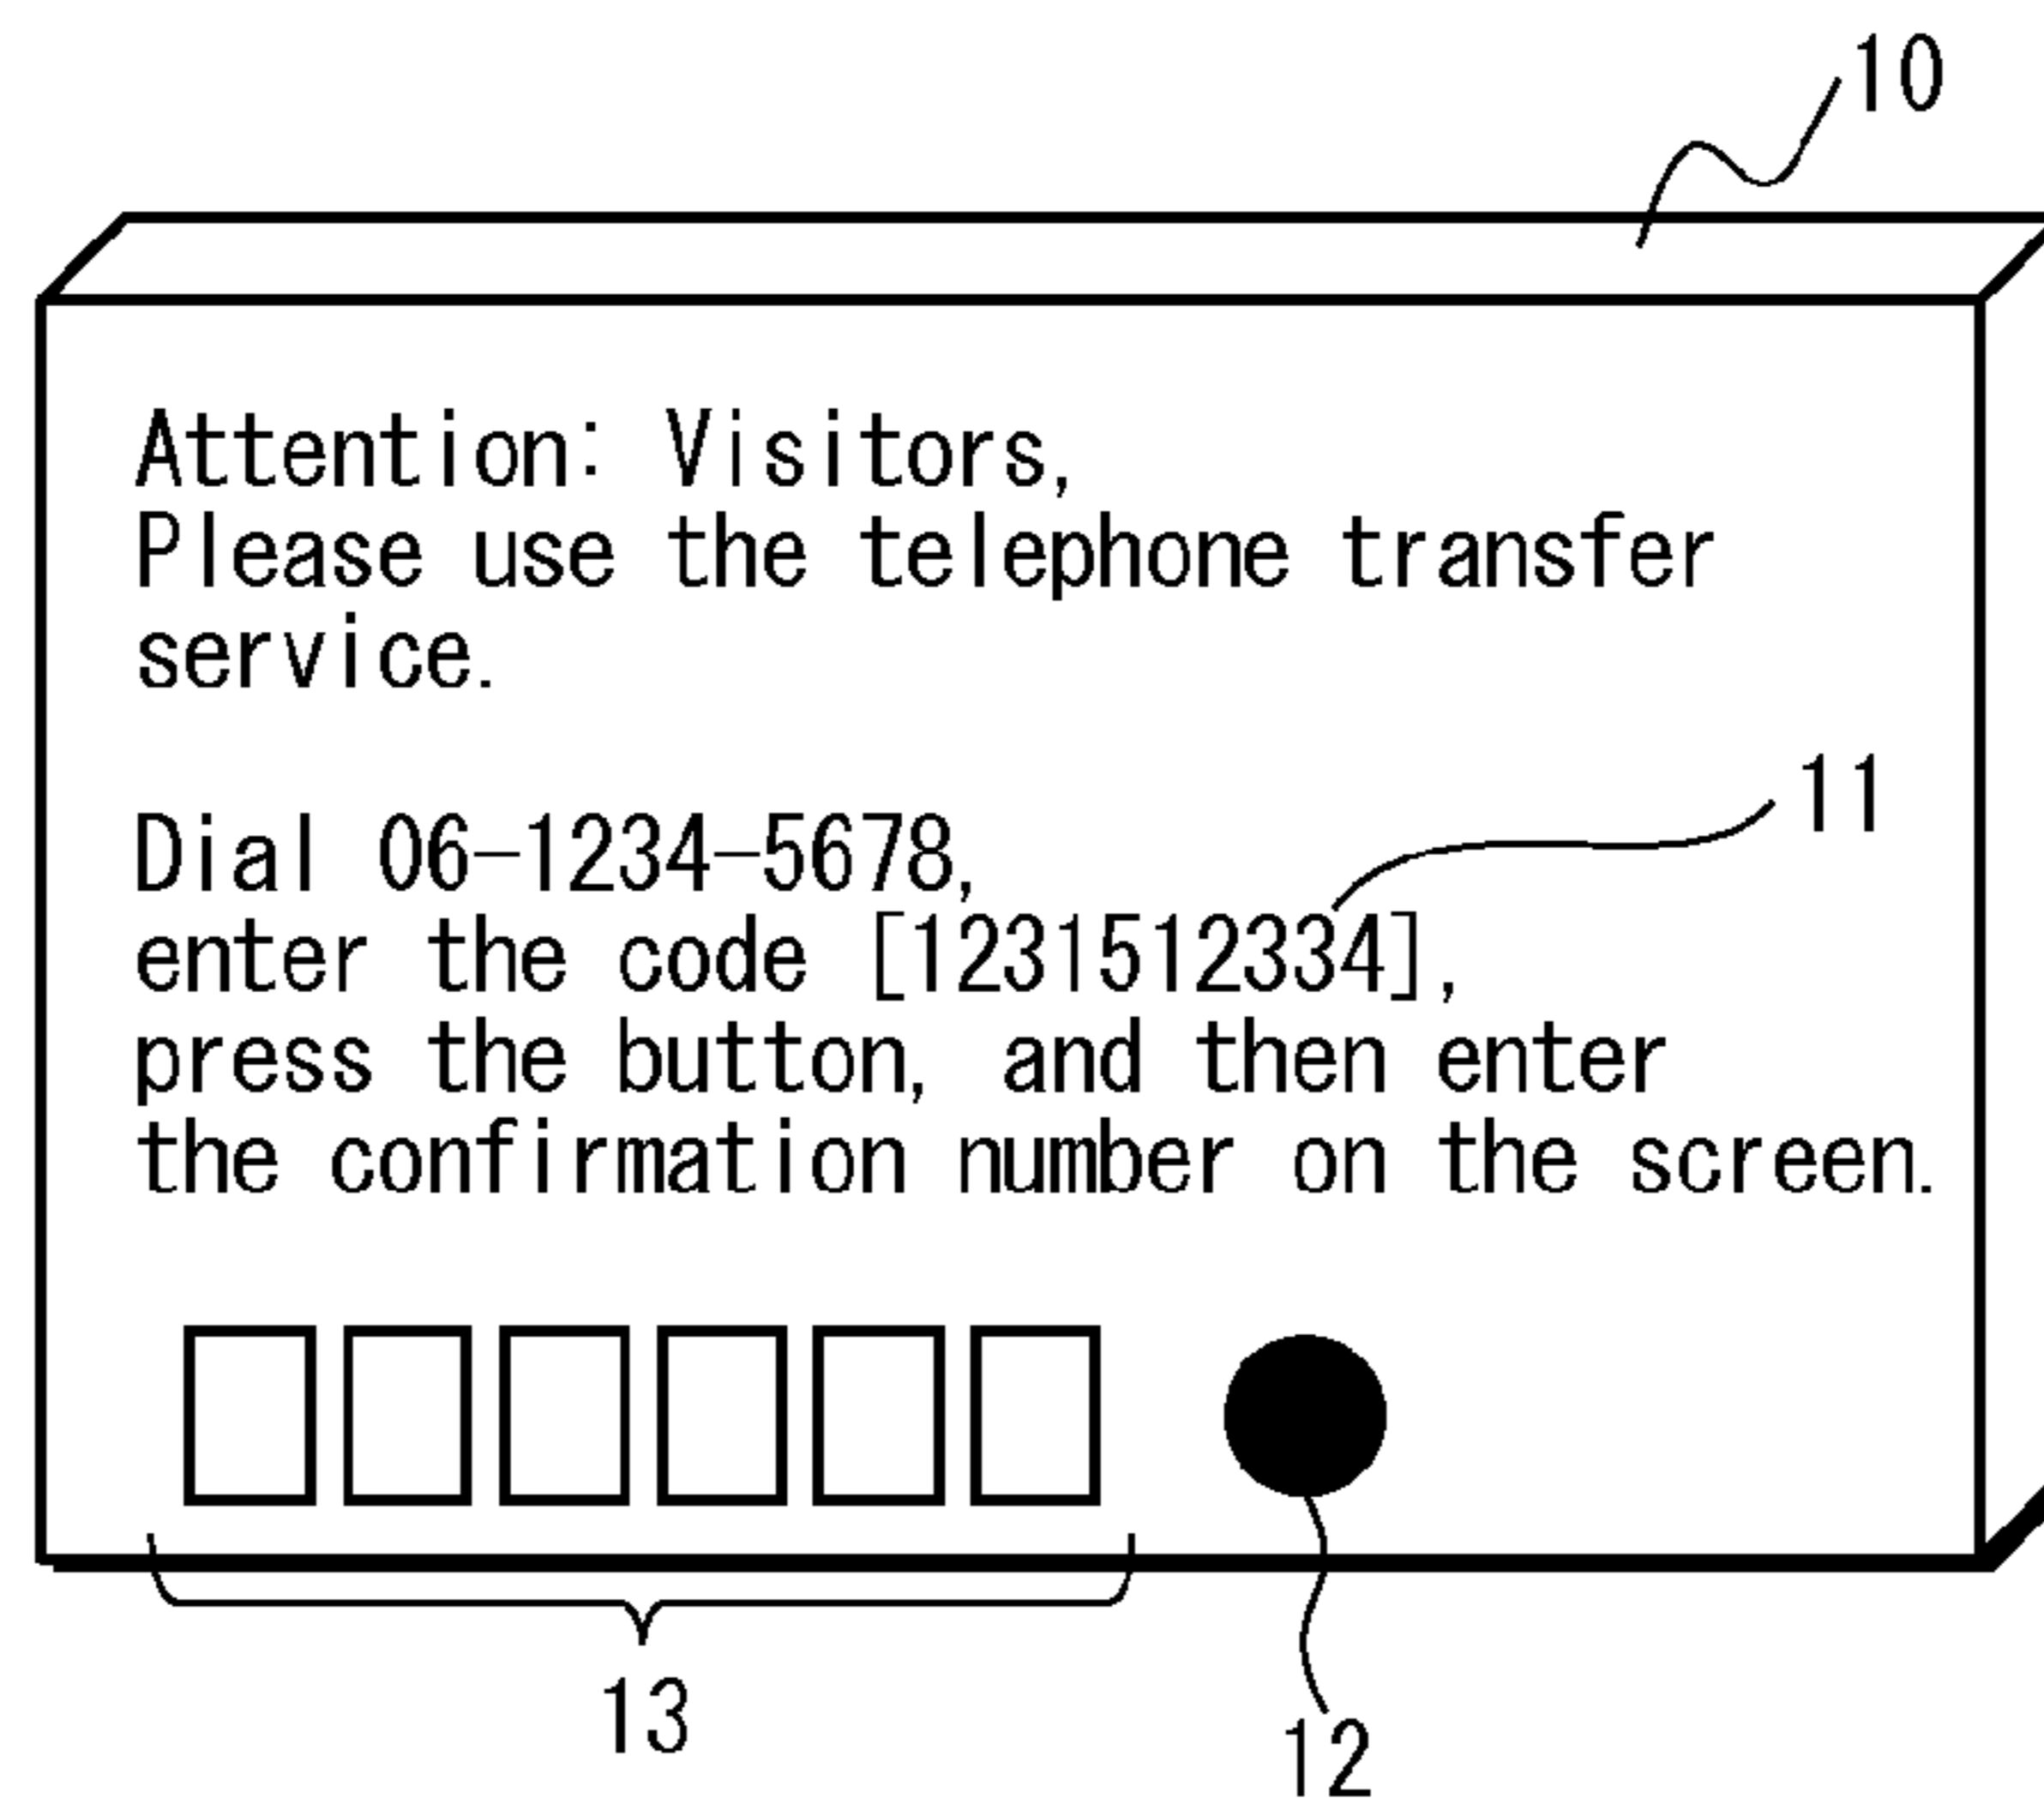 10
Attention: Visitors,
Please use the telephone transfer
service.
11
Dial 06-1234-5678,
enter the code [1231512334],
press the button, and then enter
the confirmation number on the screen.
13
12